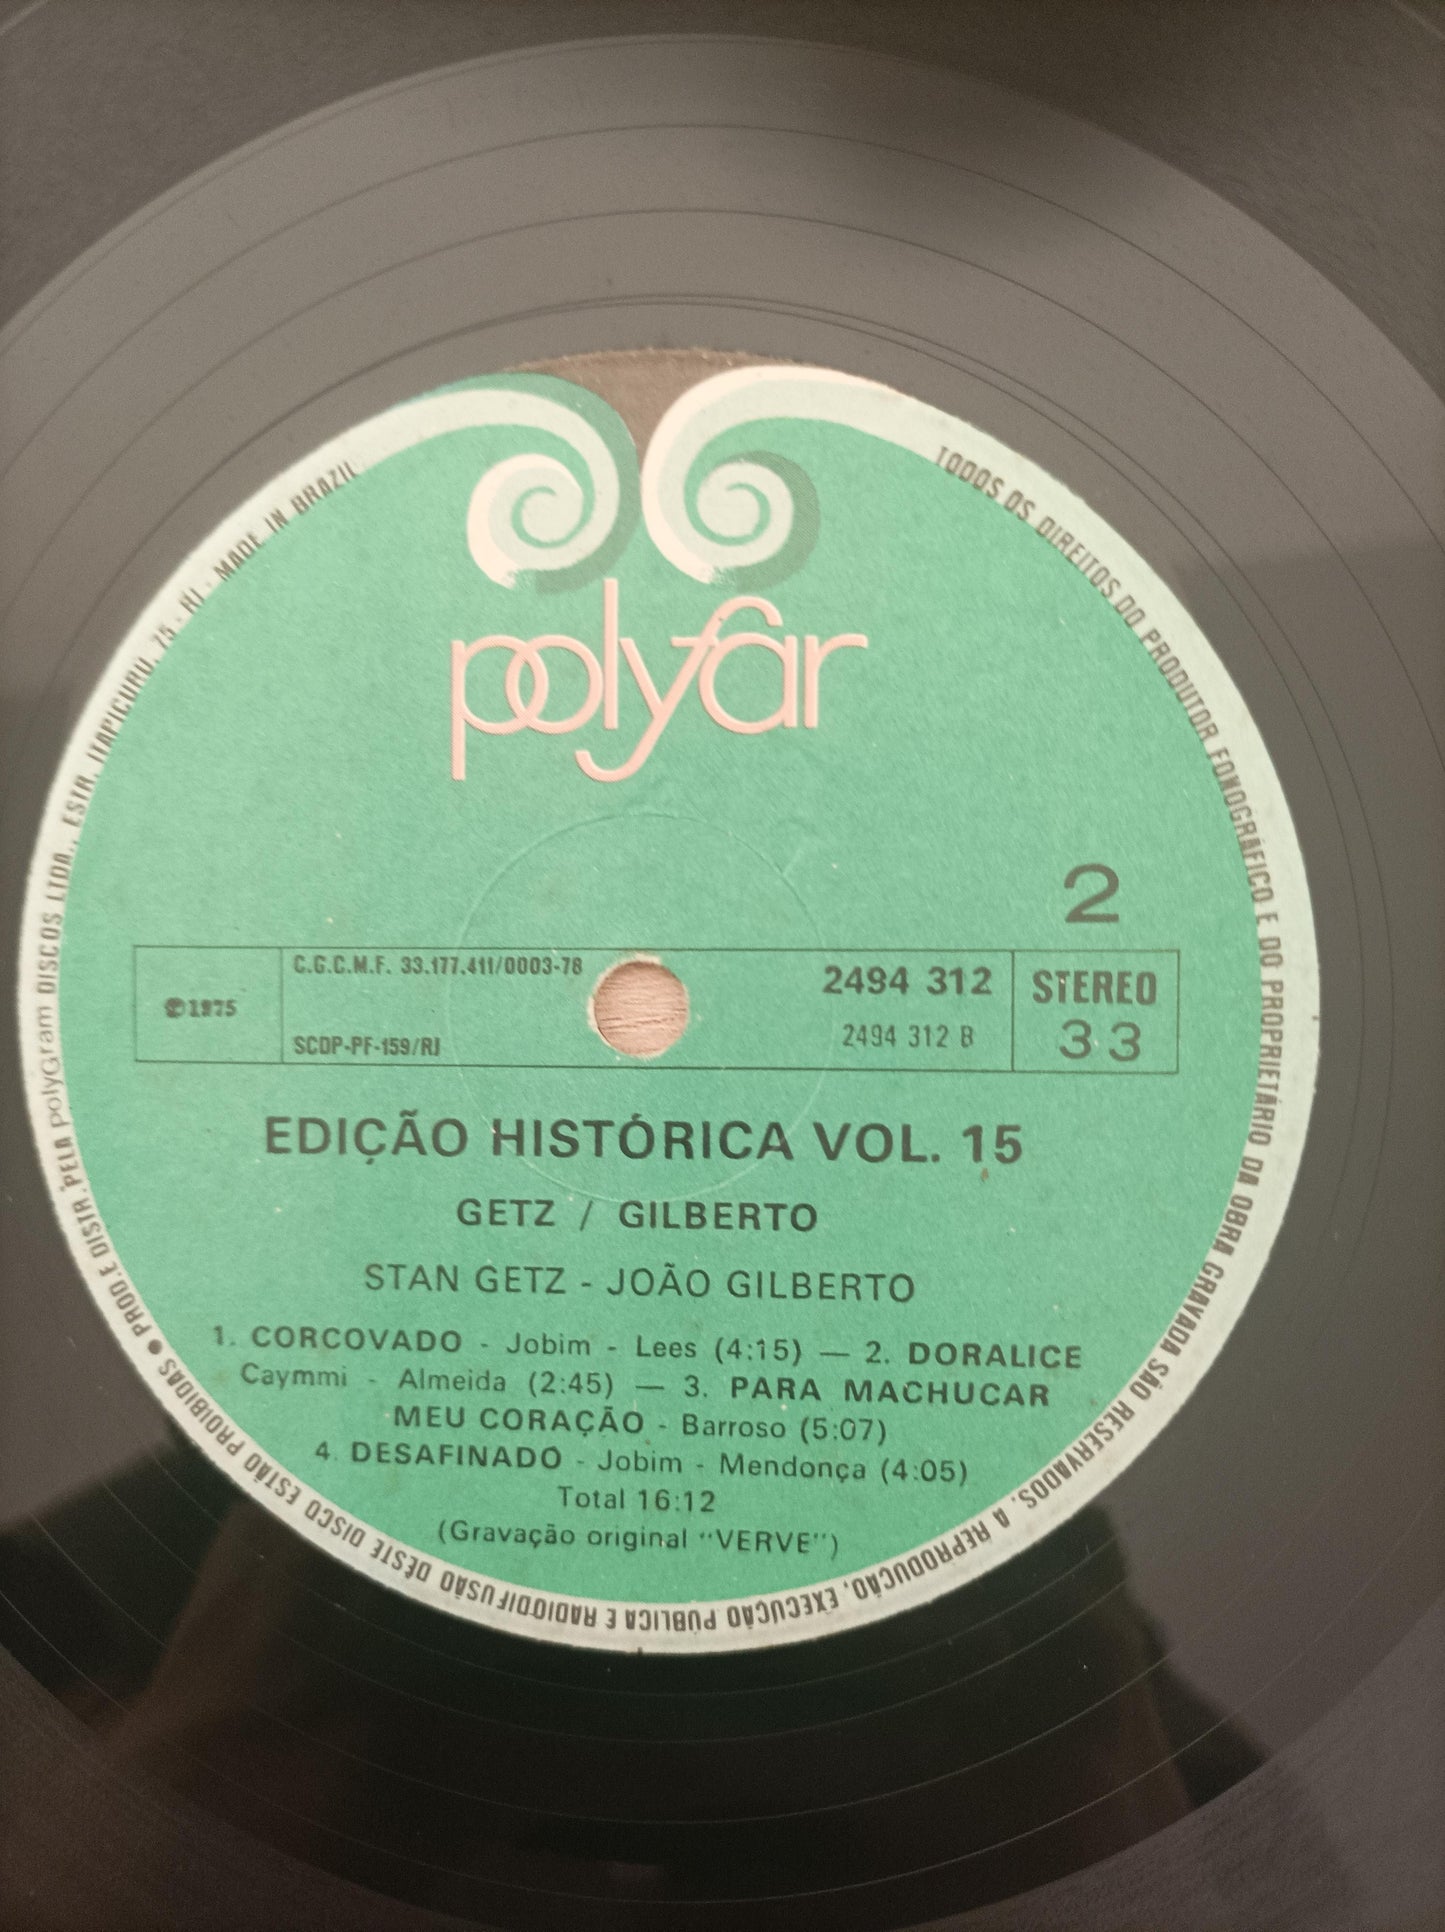 polyfar
2
℗1975
C.G.C.M.F. 33.177.411/0003-78
SCDP-PF-159/RJ
2494 312
2494 312 B
STEREO
33
EDIÇÃO HISTÓRICA VOL. 15
GETZ / GILBERTO
STAN GETZ - JOÃO GILBERTO
1. CORCOVADO - Jobim - Lees (4:15) — 2. DORALICE
Caymmi - Almeida (2:45) — 3. PARA MACHUCAR
MEU CORAÇÃO - Barroso (5:07)
4. DESAFINADO - Jobim - Mendonça (4:05)
Total 16:12
(Gravação original "VERVE")
TODOS OS DIREITOS DO PRODUTOR FONOGRÁFICO E DO PROPRIETÁRIO DA OBRA GRAVADA SÃO RESERVADOS. A REPRODUÇÃO, EXECUÇÃO PÚBLICA E RADIODIFUSÃO DESTE DISCO ESTÃO PROIBIDAS • PROD. E DISTR. PELA polyGram DISCOS LTDA., ESTR. ITAPICURU, 75 - RJ - MADE IN BRAZIL